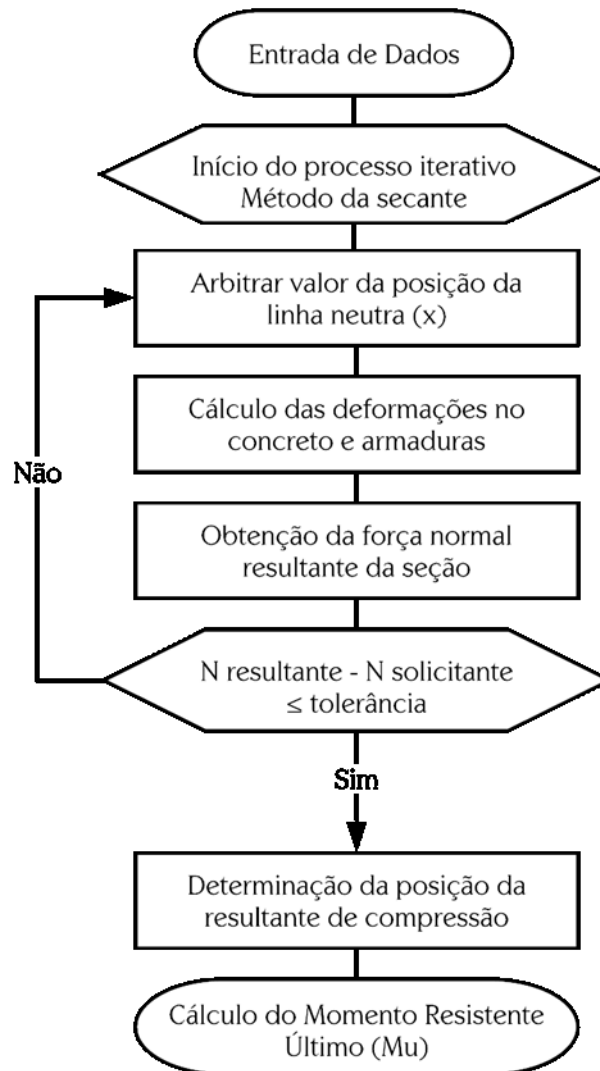 Entrada de Dados
Início do processo iterativo
Método da secante
Arbitrar valor da posição da
linha neutra (x)
Cálculo das deformações no
concreto e armaduras
Não
Obtenção da força normal
resultante da seção
N resultante - N solicitante
≤ tolerância
Sim
Determinação da posição da
resultante de compressão
Cálculo do Momento Resistente
Último (Mu)